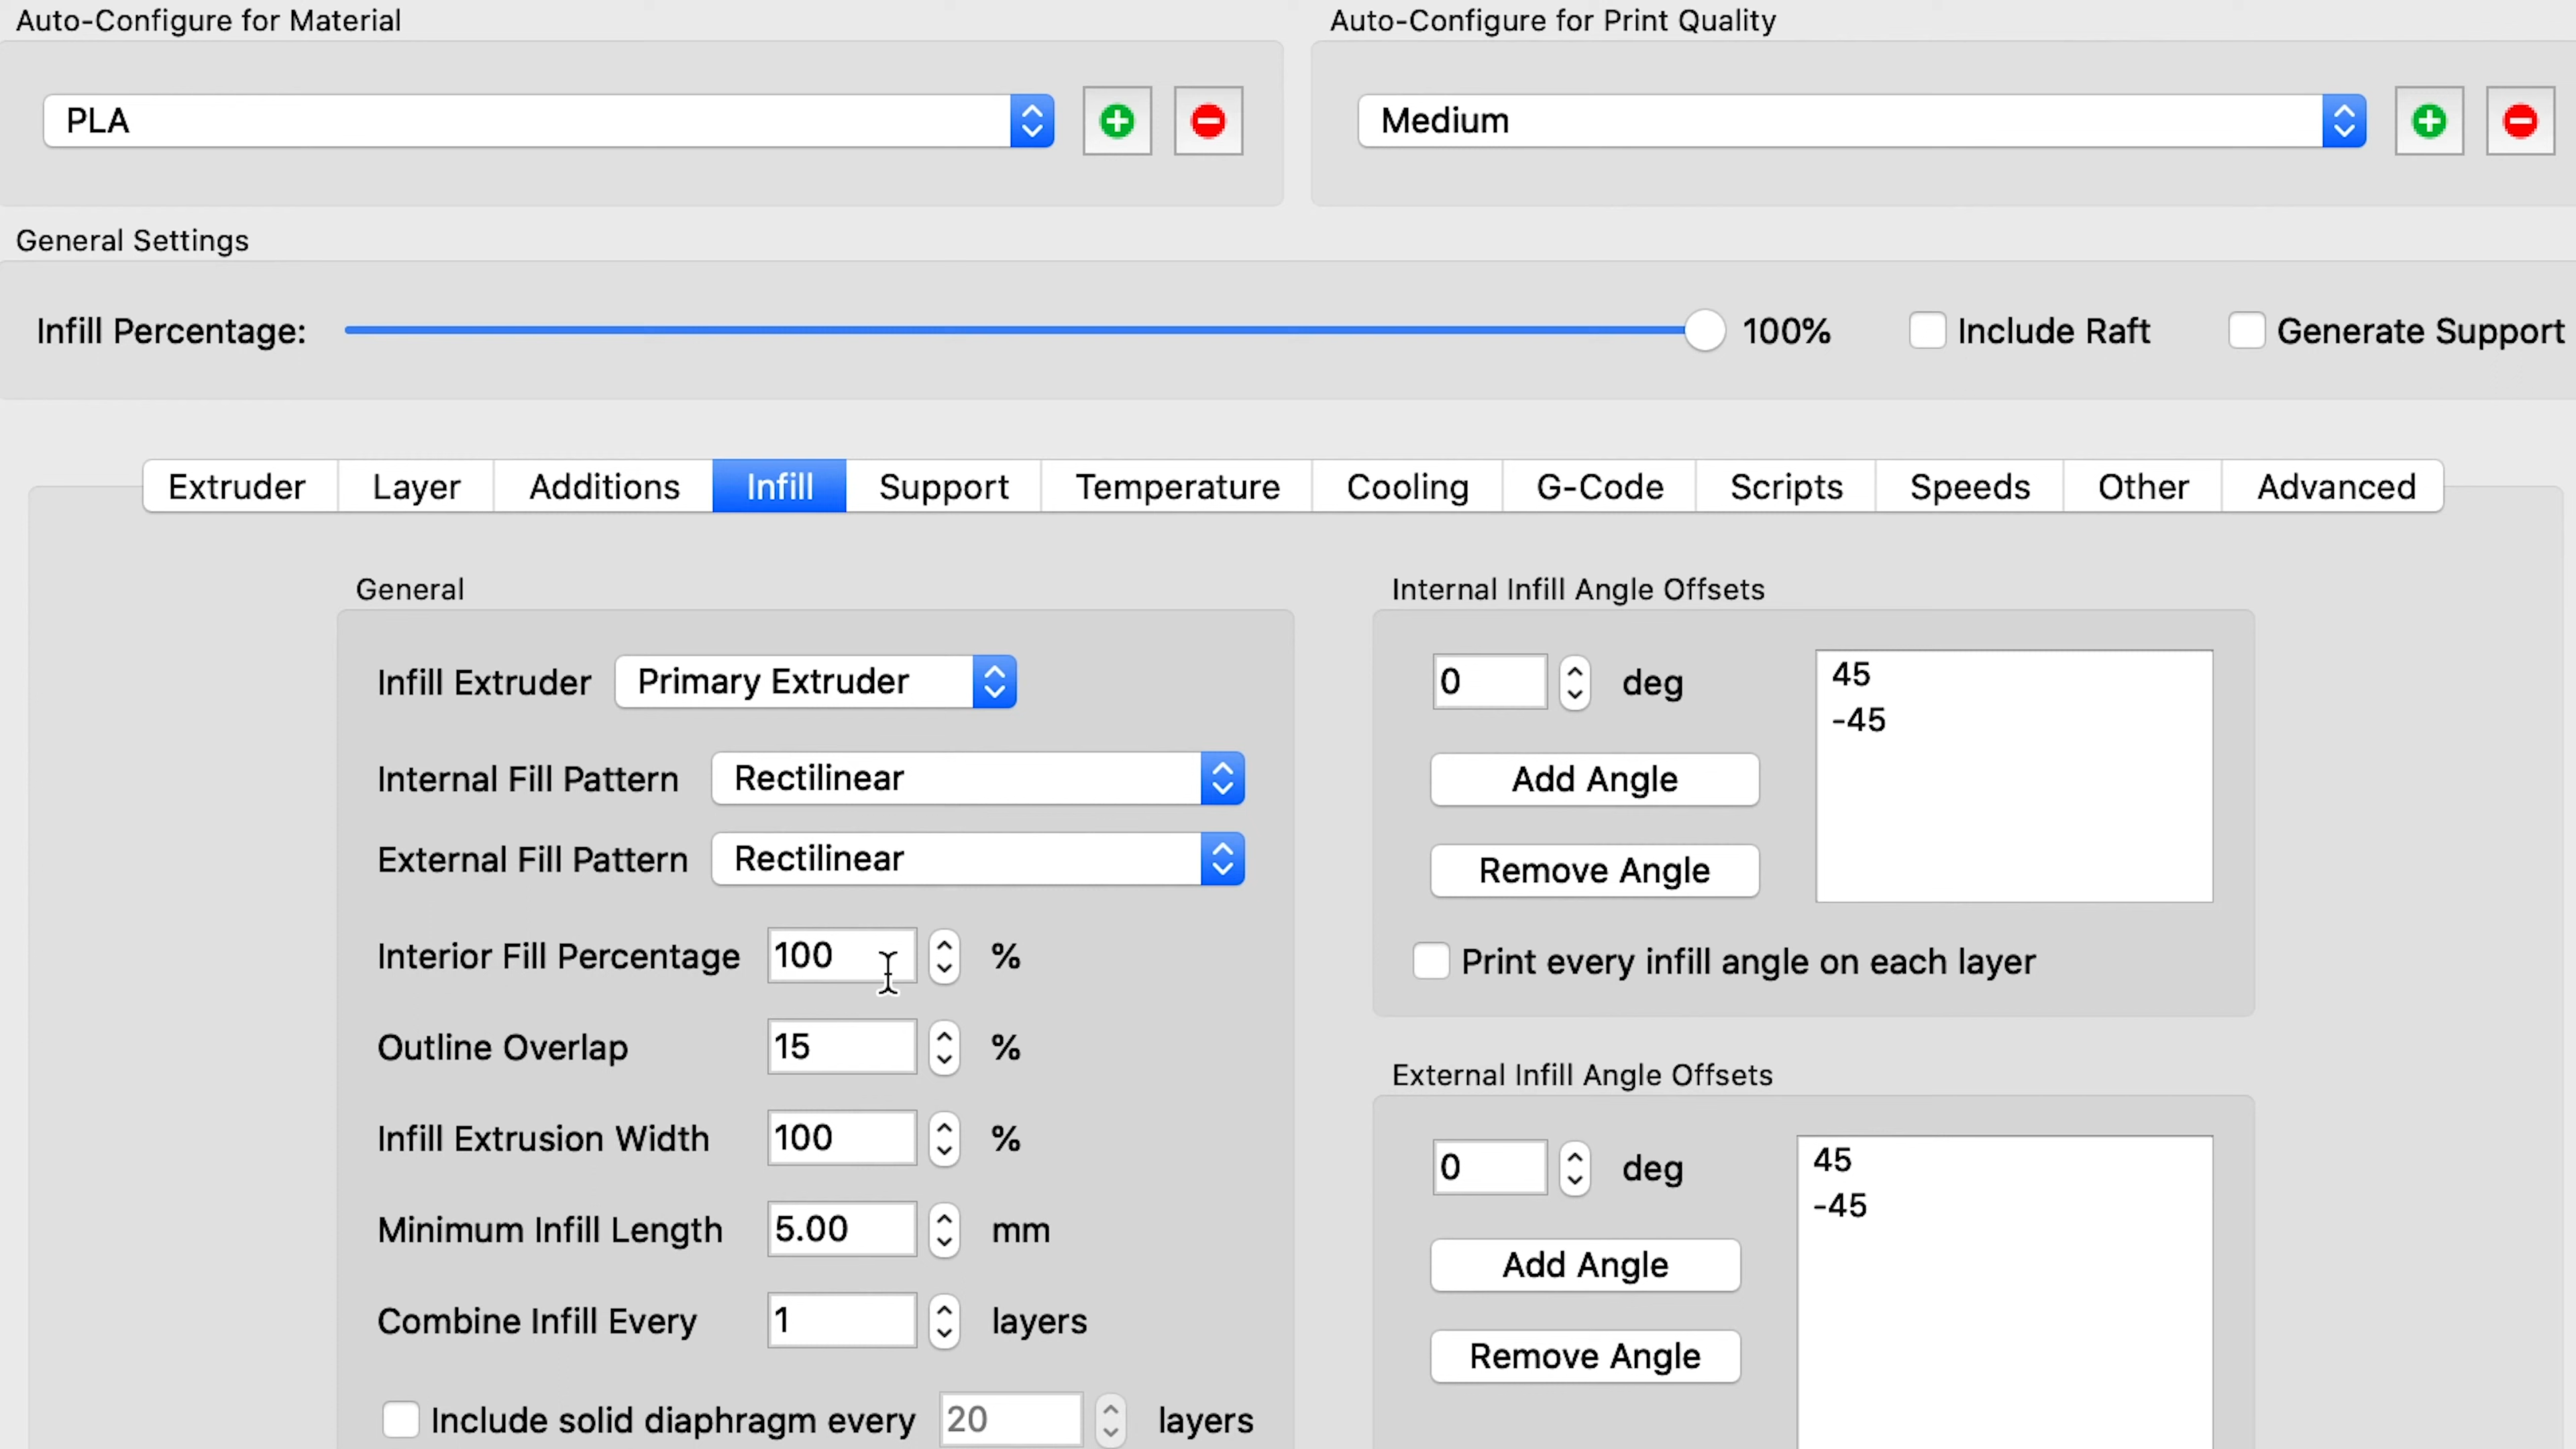 Auto-Configure for Material
Auto-Configure for Print Quality
PLA
Medium
General Settings
Infill Percentage:
100%
Include Raft
Generate Support
Extruder
Layer
Additions
Infill
Support
Temperature
Cooling
G-Code
Scripts
Speeds
Other
Advanced
General
Infill Extruder
Primary Extruder
Internal Fill Pattern
Rectilinear
External Fill Pattern
Rectilinear
Interior Fill Percentage
100
%
Outline Overlap
15
%
Infill Extrusion Width
100
%
Minimum Infill Length
5.00
mm
Combine Infill Every
1
layers
Include solid diaphragm every
20
layers
Internal Infill Angle Offsets
0
deg
45
-45
Add Angle
Remove Angle
Print every infill angle on each layer
External Infill Angle Offsets
0
deg
45
-45
Add Angle
Remove Angle